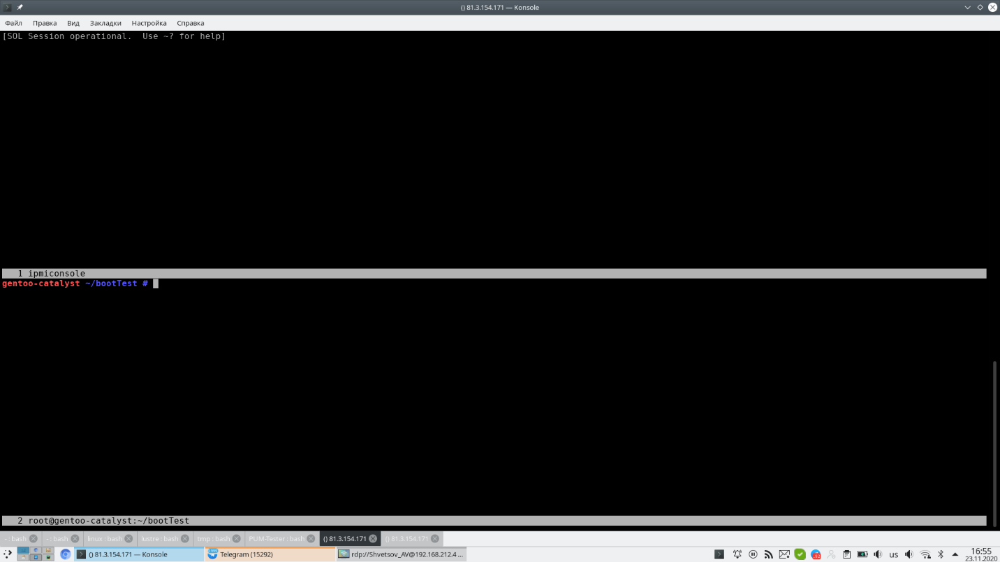 () 81.3.154.171 — Konsole
Файл Правка Вид Закладки Настройка Справка
[SOL Session operational.  Use ~? for help]
1 ipmiconsole
gentoo-catalyst ~/bootTest #
2 root@gentoo-catalyst:~/bootTest
- : bash - : bash linux : bash lustre : bash tmp : bash PUM-Tester : bash () 81.3.154.171 () 81.3.154.171
() 81.3.154.171 — Konsole Telegram (15292) rdp://Shvetsov_AV@192.168.212.4 ... 93 us 16:55
23.11.2020